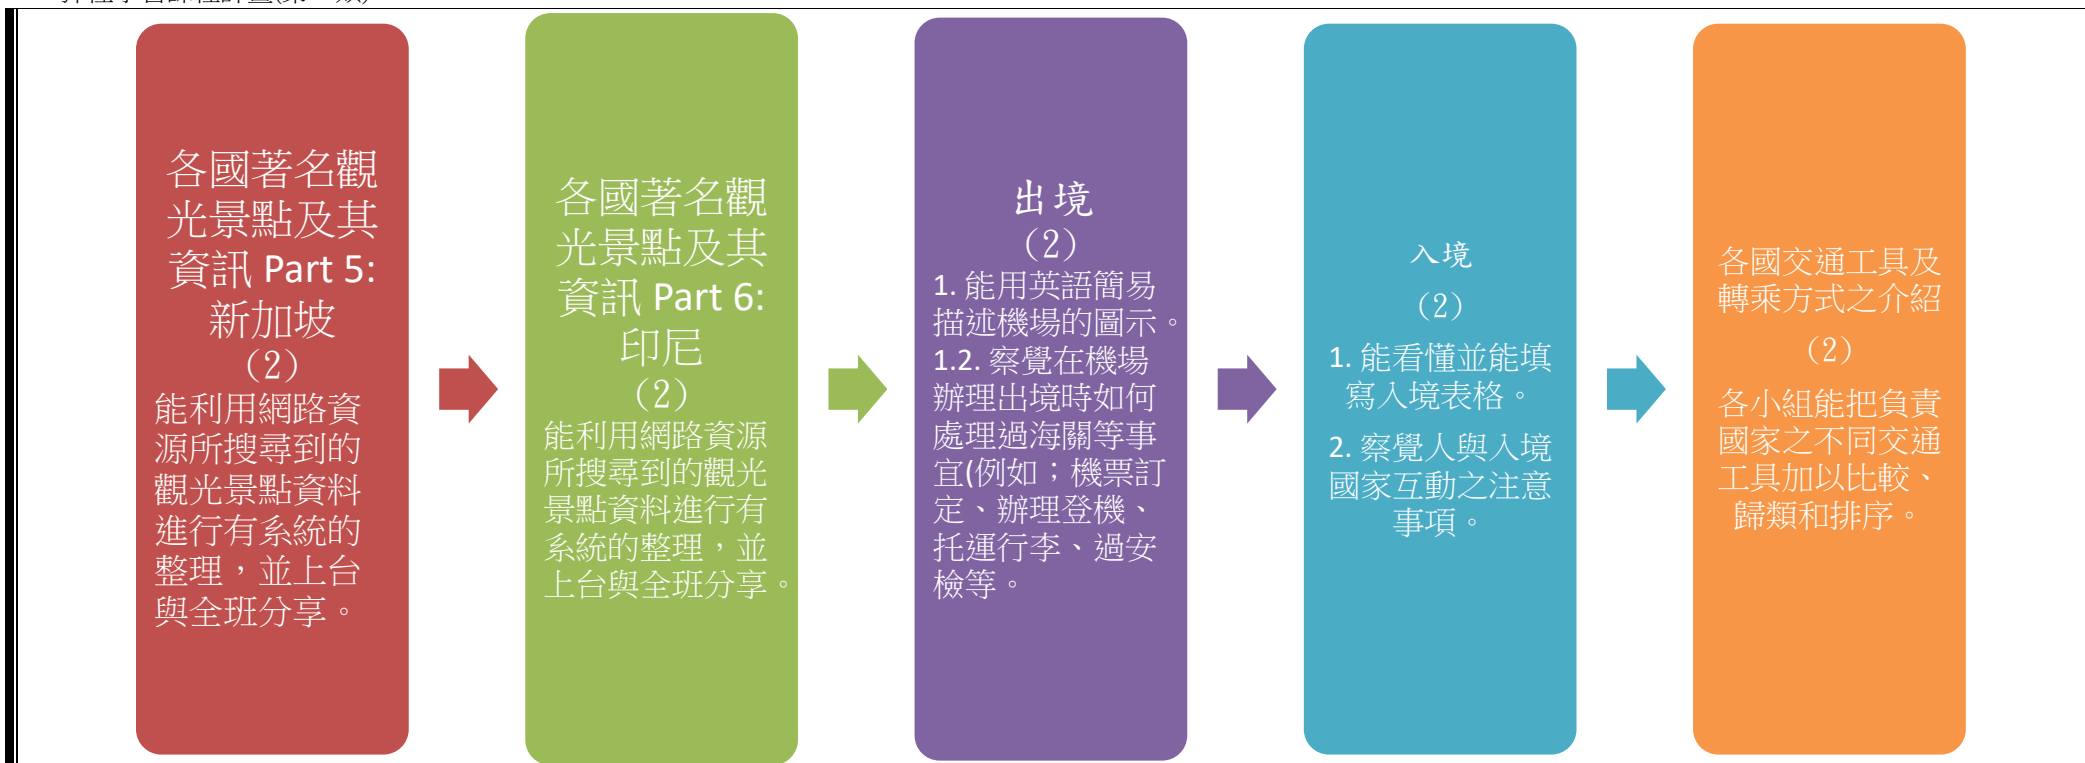 各國著名觀
光景點及其
資訊 Part 5:
新加坡
(2)
能利用網路資
源所搜尋到的
觀光景點資料
進行有系統的
整理，並上台
與全班分享。
各國著名觀
光景點及其
資訊 Part 6:
印尼
(2)
能利用網路資源
所搜尋到的觀光
景點資料進行有
系統的整理，並
上台與全班分享。
出境
(2)
1. 能用英語簡易
描述機場的圖示。
1.2. 察覺在機場
辦理出境時如何
處理過海關等事
宜(例如；機票訂
定、辦理登機、
托運行李、過安
檢等。
入境
(2)
1. 能看懂並能填
寫入境表格。
2. 察覺人與入境
國家互動之注意
事項。
各國交通工具及
轉乘方式之介紹
(2)
各小組能把負責
國家之不同交通
工具加以比較、
歸類和排序。